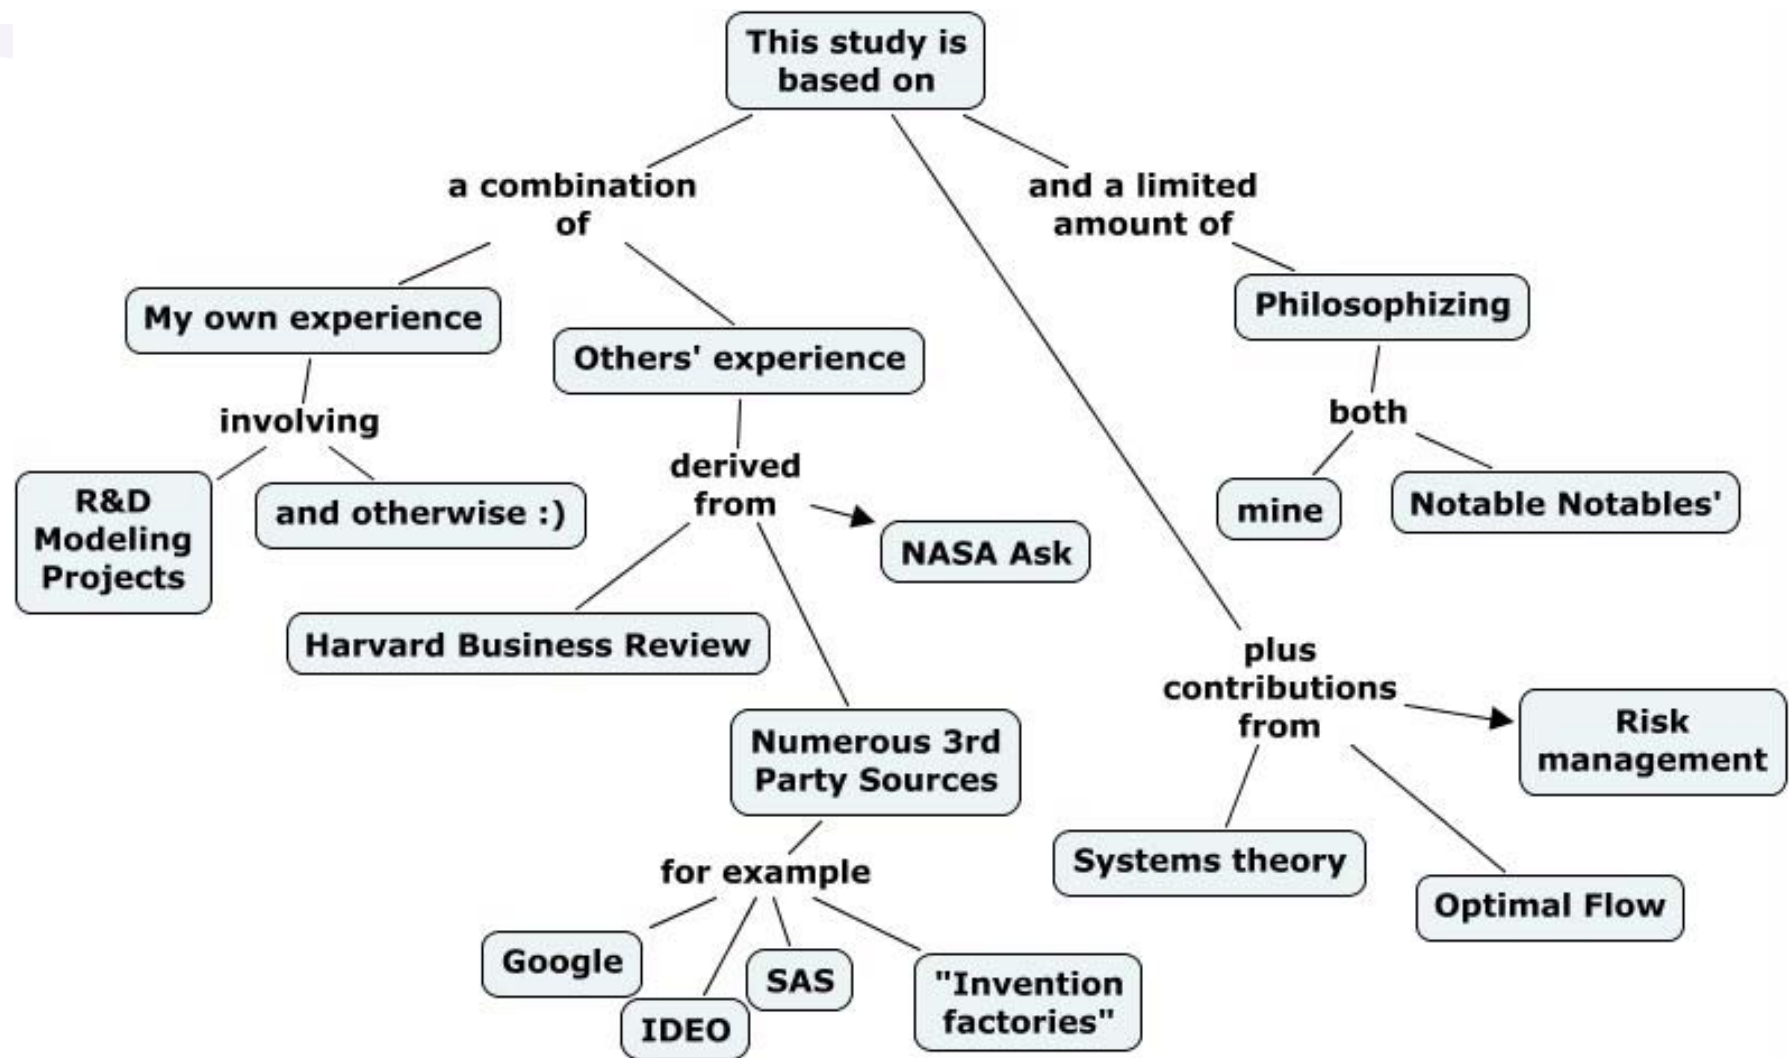 This study is
based on
a combination
of
and a limited
amount of
My own experience
Others' experience
Philosophizing
involving
both
derived
from
R&D
Modeling
Projects
and otherwise :)
NASA Ask
mine
Notable Notables'
Harvard Business Review
plus
contributions
from
Numerous 3rd
Party Sources
Risk
management
for example
Systems theory
Optimal Flow
Google
IDEO
SAS
"Invention
factories"